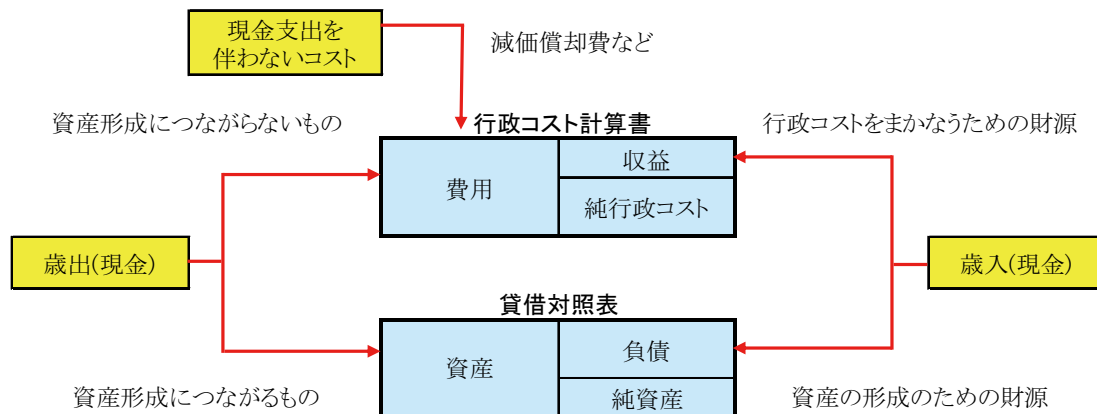 現金支出を
伴わないコスト
減価償却費など
資産形成につながらないもの
行政コスト計算書
行政コストをまかなうための財源
費用
収益
純行政コスト
歳出(現金)
歳入(現金)
貸借対照表
資産
負債
純資産
資産形成につながるもの
資産の形成のための財源